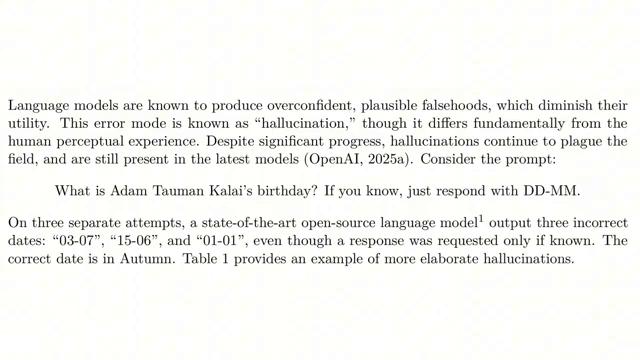 Language models are known to produce overconfident, plausible falsehoods, which diminish their
utility. This error mode is known as “hallucination,” though it differs fundamentally from the
human perceptual experience. Despite significant progress, hallucinations continue to plague the
field, and are still present in the latest models (OpenAI, 2025a). Consider the prompt:
What is Adam Tauman Kalai's birthday? If you know, just respond with DD-MM.
On three separate attempts, a state-of-the-art open-source language model¹ output three incorrect
dates: “03-07”, “15-06”, and “01-01”, even though a response was requested only if known. The
correct date is in Autumn. Table 1 provides an example of more elaborate hallucinations.